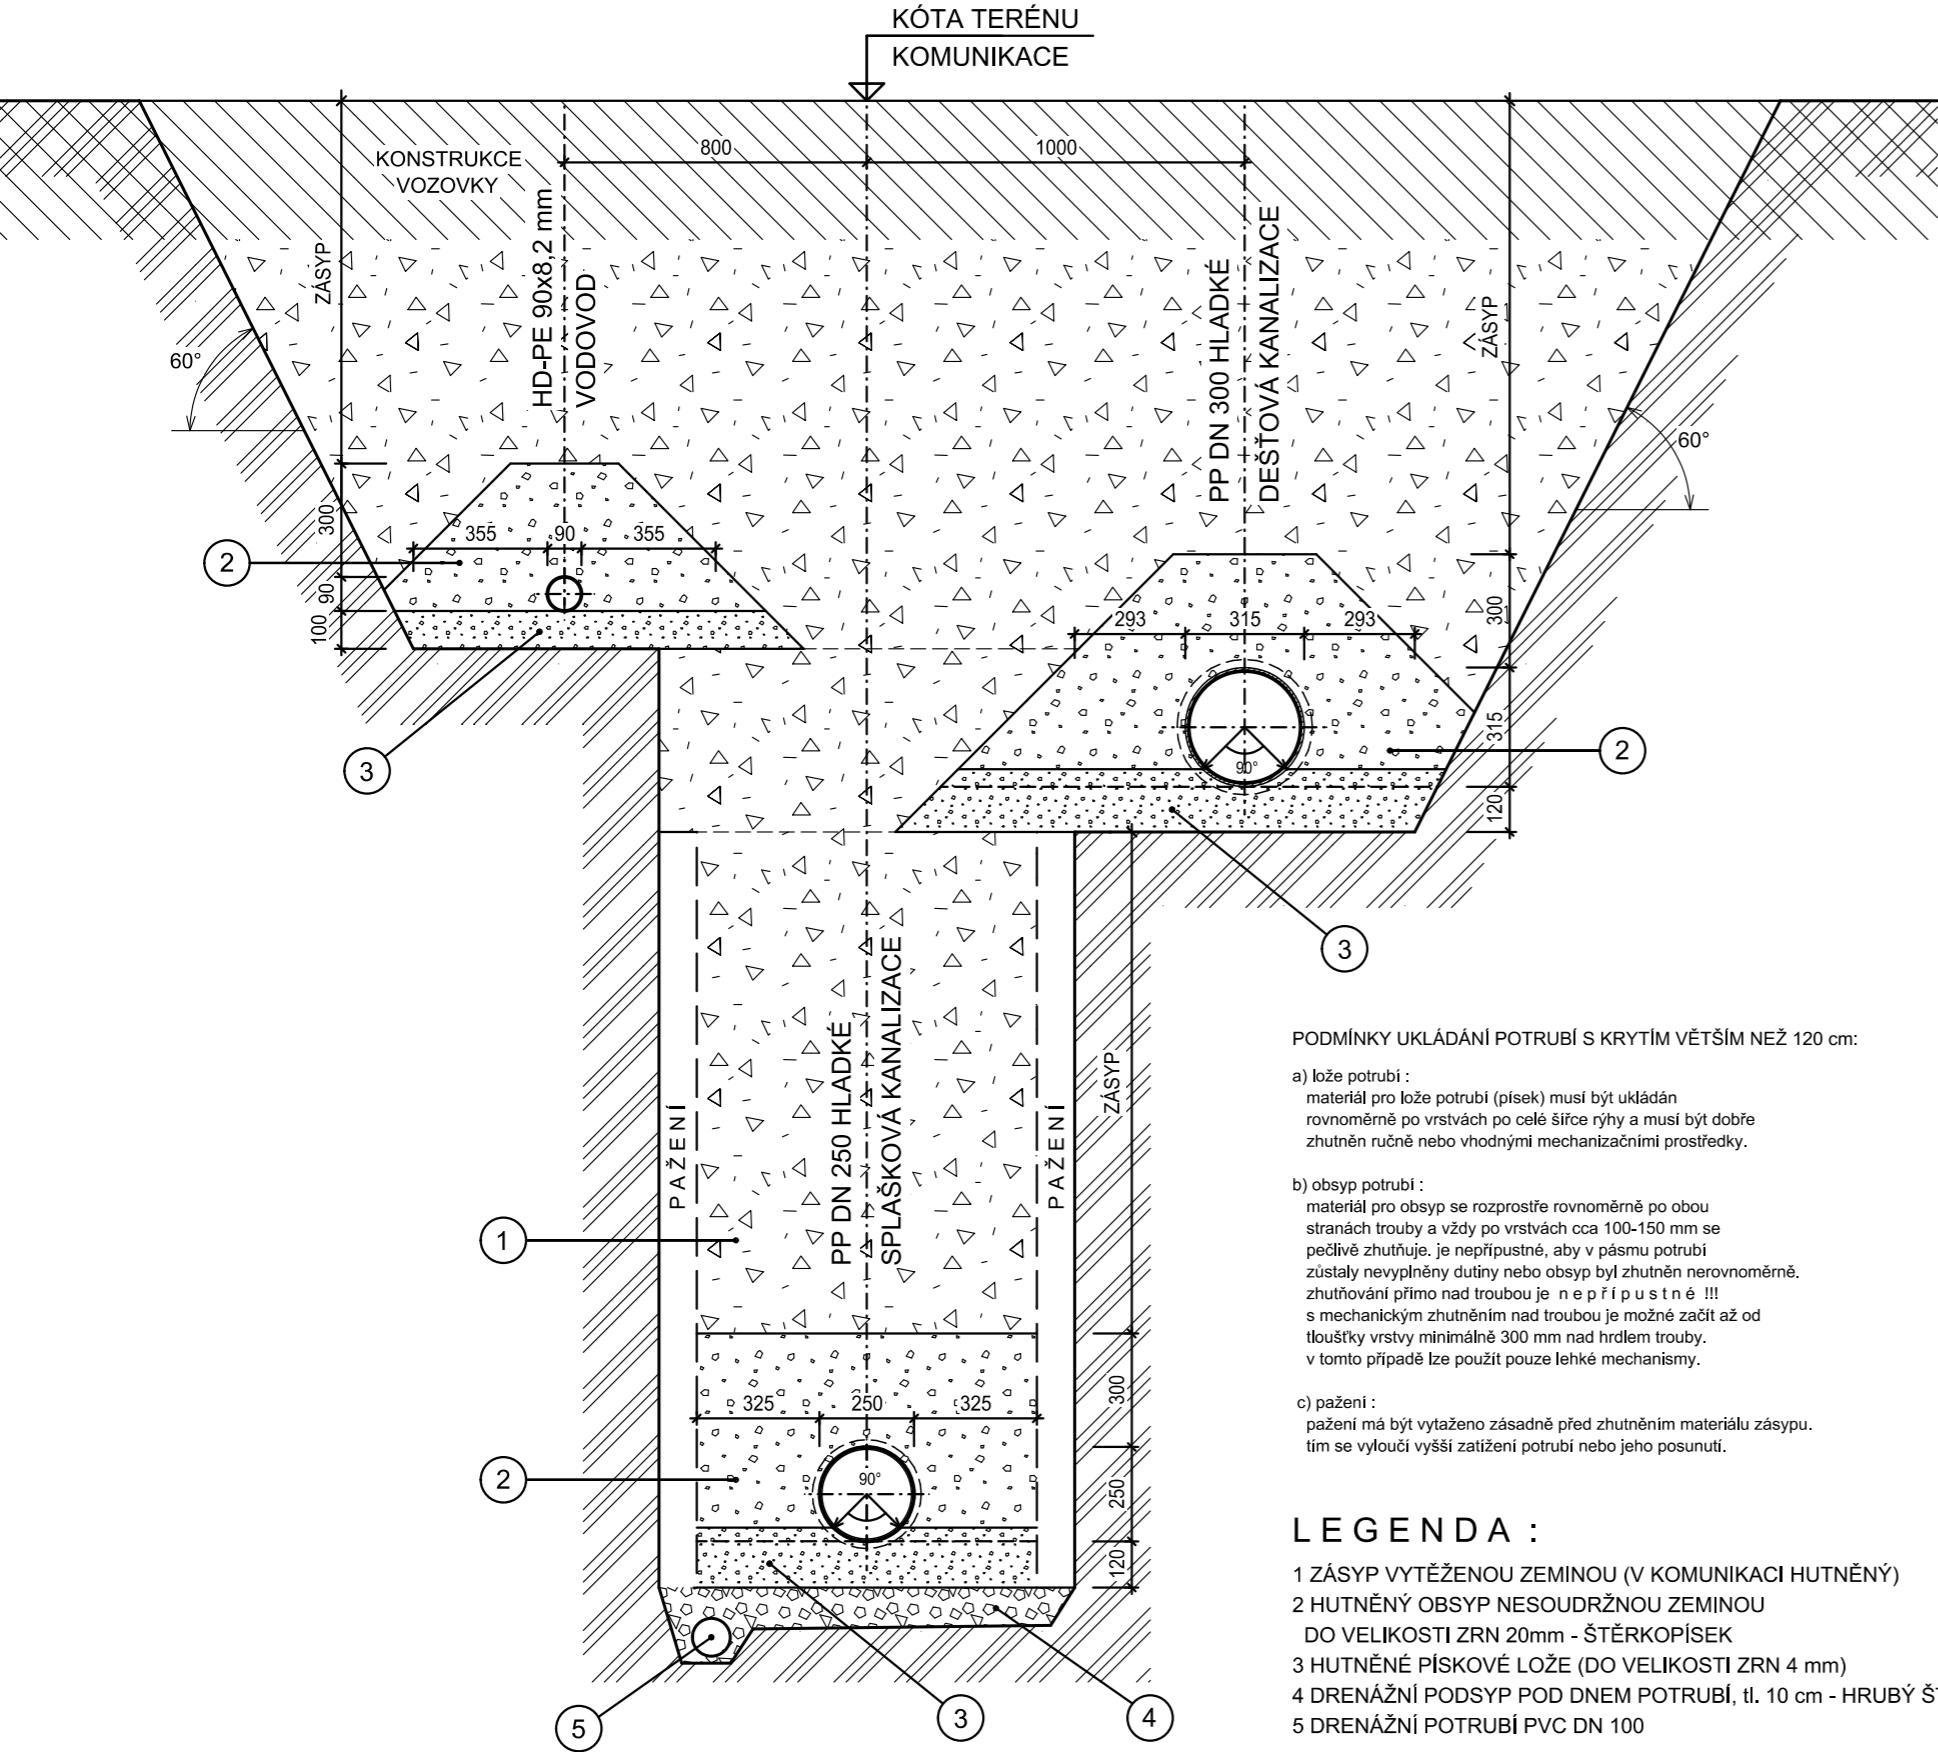 KÓTA TERÉNU
KOMUNIKACE
800
1000
KONSTRUKCE
VOZOVKY
ZÁSYP
HD-PE 90x8,2 mm
VODOVOD
PP DN 300 HLADKÉ
DEŠŤOVÁ KANALIZACE
ZÁSYP
60°
60°
300
90
100
355
90
355
2
3
293
315
293
300
315
120
90°
2
3
PAŽENÍ
PP DN 250 HLADKÉ
SPLAŠKOVÁ KANALIZACE
PAŽENÍ
ZÁSYP
1
325
250
325
300
250
120
90°
2
5
3
4
PODMÍNKY UKLÁDÁNÍ POTRUBÍ S KRYTÍM VĚTŠÍM NEŽ 120 cm:
a) lože potrubí :
materiál pro lože potrubí (písek) musí být ukládán
rovnoměrně po vrstvách po celé šířce rýhy a musí být dobře
zhutněn ručně nebo vhodnými mechanizačními prostředky.
b) obsyp potrubí :
materiál pro obsyp se rozprostře rovnoměrně po obou
stranách trouby a vždy po vrstvách cca 100-150 mm se
pečlivě zhutňuje. je nepřípustné, aby v pásmu potrubí
zůstaly nevyplněny dutiny nebo obsyp byl zhutněn nerovnoměrně.
zhutňování přímo nad troubou je n e p ř í p u s t n é !!!
s mechanickým zhutněním nad troubou je možné začít až od
tloušťky vrstvy minimálně 300 mm nad hrdlem trouby.
v tomto případě lze použít pouze lehké mechanismy.
c) pažení :
pažení má být vytaženo zásadně před zhutněním materiálu zásypu.
tím se vyloučí vyšší zatížení potrubí nebo jeho posunutí.
LEGENDA :
1 ZÁSYP VYTĚŽENOU ZEMINOU (V KOMUNIKACI HUTNĚNÝ)
2 HUTNĚNÝ OBSYP NESOUDRŽNOU ZEMINOU
DO VELIKOSTI ZRN 20mm - ŠTĚRKOPÍSEK
3 HUTNĚNÉ PÍSKOVÉ LOŽE (DO VELIKOSTI ZRN 4 mm)
4 DRENÁŽNÍ PODSYP POD DNEM POTRUBÍ, tl. 10 cm - HRUBÝ
5 DRENÁŽNÍ POTRUBÍ PVC DN 100